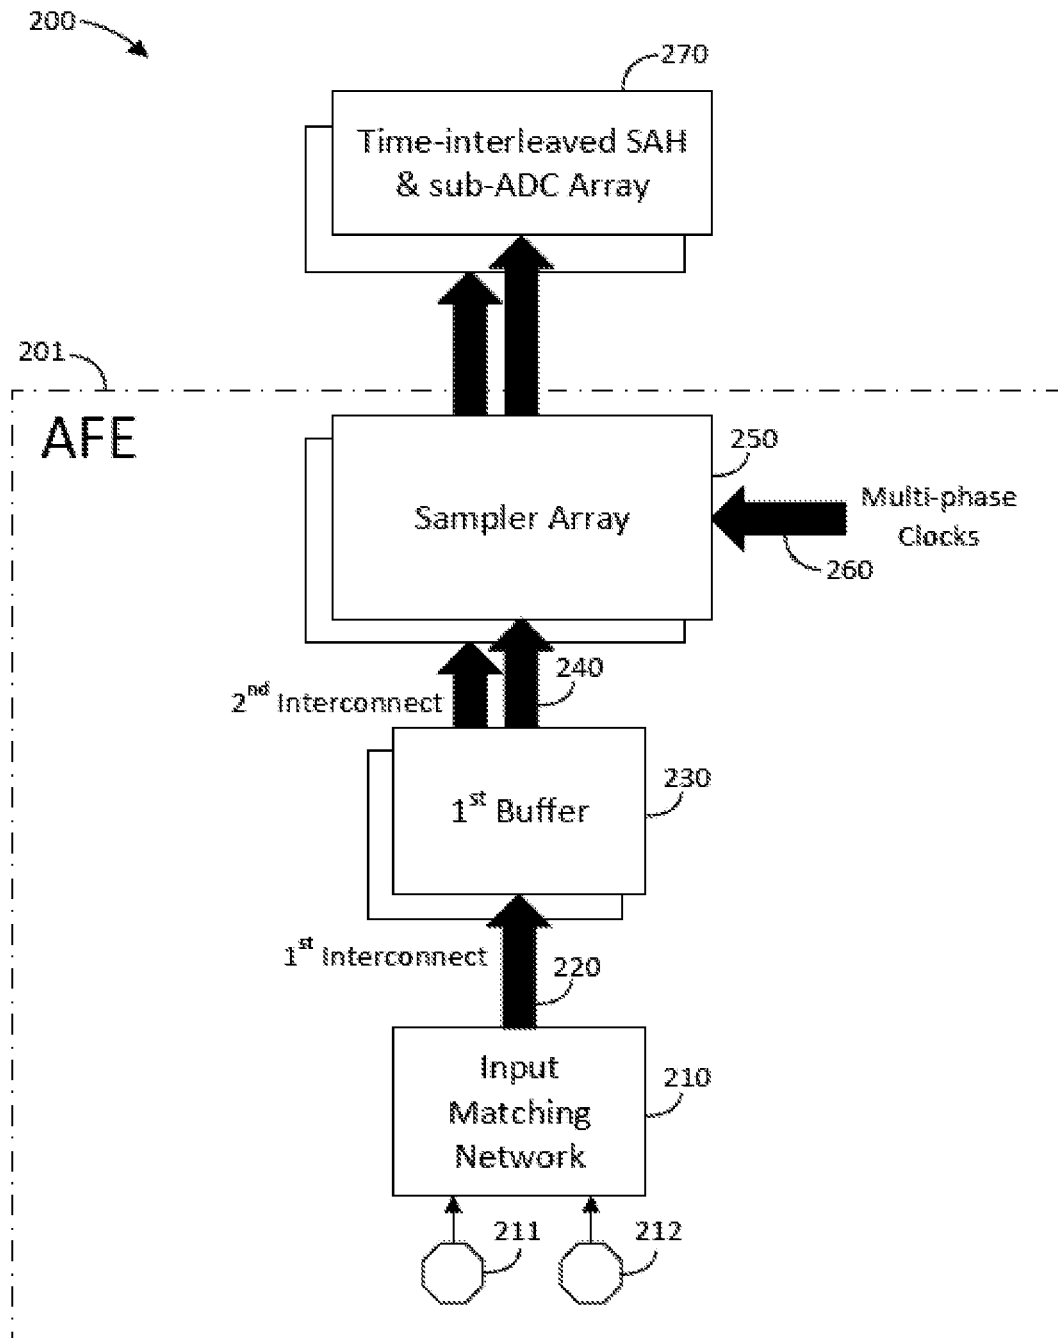 200
270
Time-interleaved SAH
& sub-ADC Array
201
AFE
250
Sampler Array
Multi-phase
Clocks
260
240
2nd Interconnect
230
1st Buffer
1st Interconnect
220
Input
Matching
Network
210
211
212